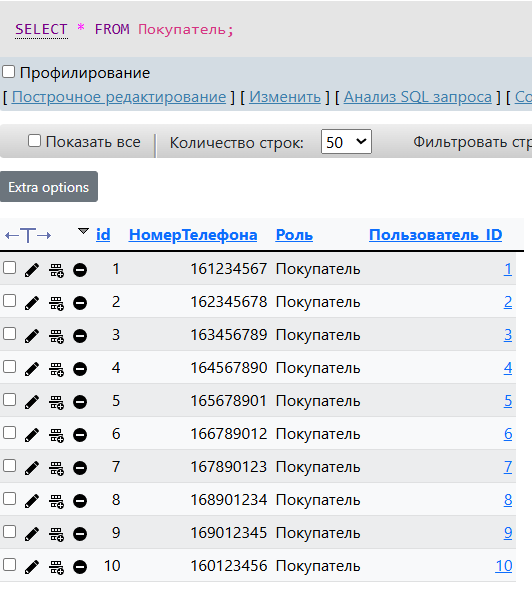 SELECT * FROM Покупатель;
Профилирование
[ Построчное редактирование ] [ Изменить ] [ Анализ SQL запроса ] [ Со
Показать все Количество строк: 50 Фильтровать стр
Extra options
id НомерТелефона Роль Пользователь_ID
1 161234567 Покупатель 1
2 162345678 Покупатель 2
3 163456789 Покупатель 3
4 164567890 Покупатель 4
5 165678901 Покупатель 5
6 166789012 Покупатель 6
7 167890123 Покупатель 7
8 168901234 Покупатель 8
9 169012345 Покупатель 9
10 160123456 Покупатель 10